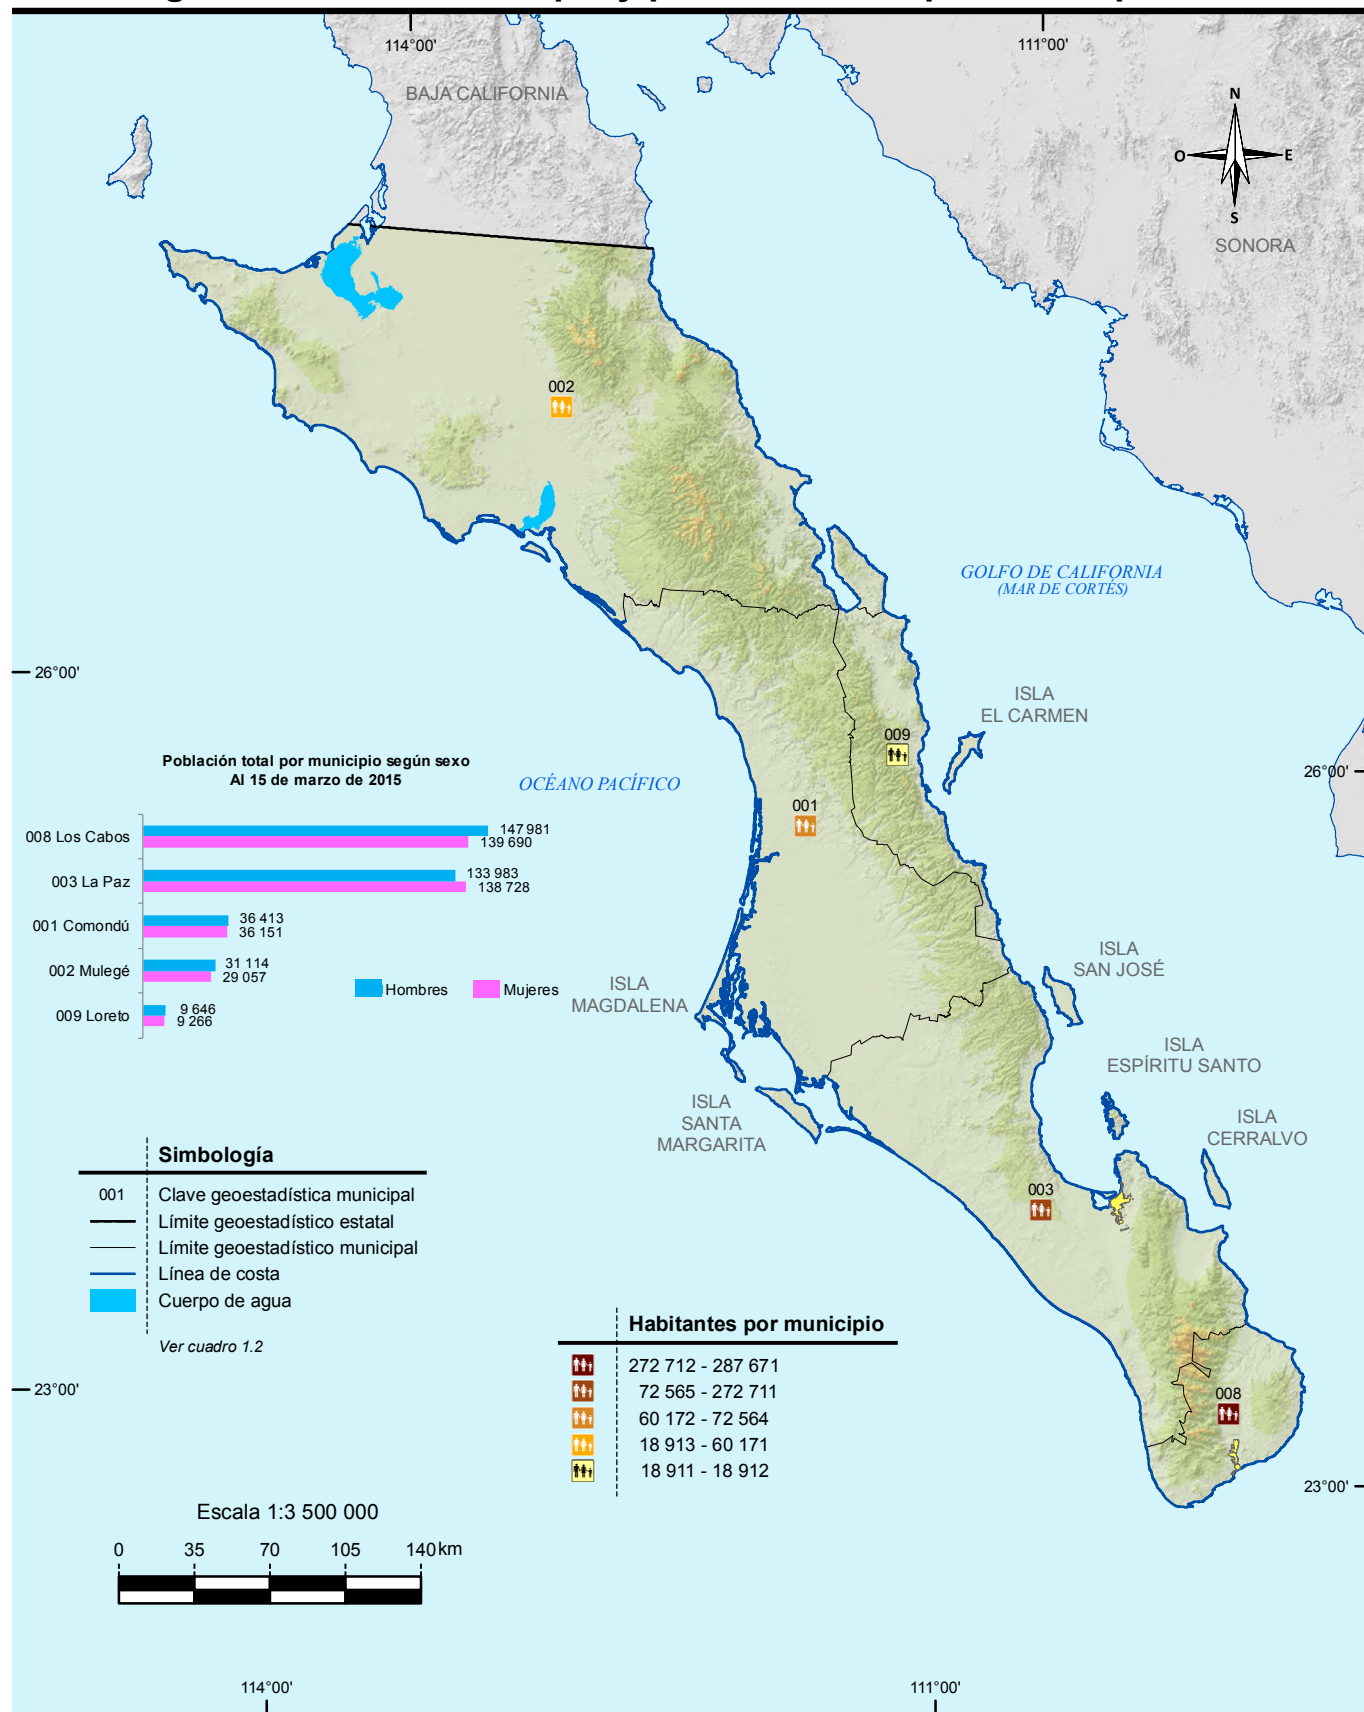 114°00'
111°00'
BAJA CALIFORNIA
N
O
E
S
SONORA
002
GOLFO DE CALIFORNIA
(MAR DE CORTÉS)
26°00'
ISLA
EL CARMEN
009
26°00'
Población total por municipio según sexo
Al 15 de marzo de 2015
OCÉANO PACÍFICO
001
008 Los Cabos
147 981
139 690
003 La Paz
133 983
138 728
001 Comondú
36 413
36 151
002 Mulegé
31 114
29 057
009 Loreto
9 646
9 266
Hombres
Mujeres
ISLA
MAGDALENA
ISLA
SAN JOSÉ
ISLA
ESPÍRITU SANTO
ISLA
SANTA
MARGARITA
ISLA
CERRALVO
003
Simbología
001 Clave geoestadística municipal
Límite geoestadístico estatal
Límite geoestadístico municipal
Línea de costa
Cuerpo de agua
Ver cuadro 1.2
Habitantes por municipio
272 712 - 287 671
72 565 - 272 711
60 172 - 72 564
18 913 - 60 171
18 911 - 18 912
23°00'
008
23°00'
Escala 1:3 500 000
0 35 70 105 140 km
114°00'
111°00'